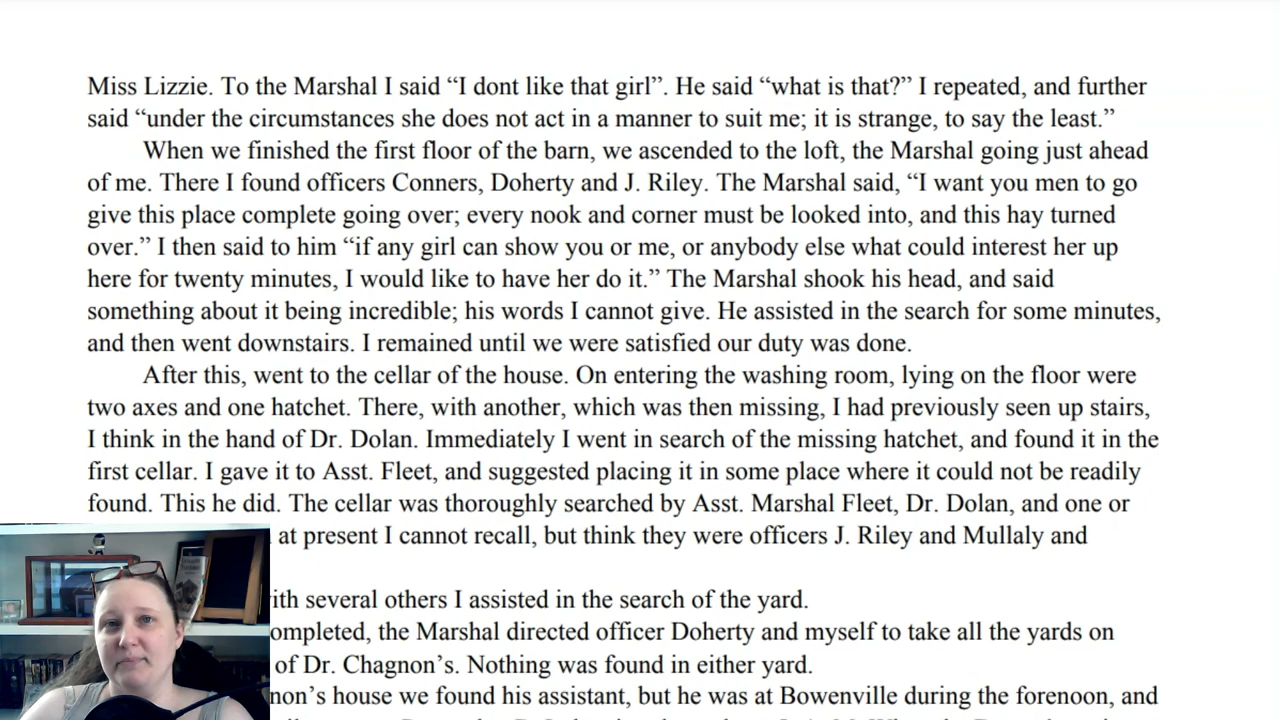 Miss Lizzie. To the Marshal I said “I dont like that girl”. He said “what is that?” I repeated, and further
said “under the circumstances she does not act in a manner to suit me; it is strange, to say the least.”
When we finished the first floor of the barn, we ascended to the loft, the Marshal going just ahead
of me. There I found officers Conners, Doherty and J. Riley. The Marshal said, “I want you men to go
give this place complete going over; every nook and corner must be looked into, and this hay turned
over.” I then said to him “if any girl can show you or me, or anybody else what could interest her up
here for twenty minutes, I would like to have her do it.” The Marshal shook his head, and said
something about it being incredible; his words I cannot give. He assisted in the search for some minutes,
and then went downstairs. I remained until we were satisfied our duty was done.
After this, went to the cellar of the house. On entering the washing room, lying on the floor were
two axes and one hatchet. There, with another, which was then missing, I had previously seen up stairs,
I think in the hand of Dr. Dolan. Immediately I went in search of the missing hatchet, and found it in the
first cellar. I gave it to Asst. Fleet, and suggested placing it in some place where it could not be readily
found. This he did. The cellar was thoroughly searched by Asst. Marshal Fleet, Dr. Dolan, and one or
at present I cannot recall, but think they were officers J. Riley and Mullaly and
ith several others I assisted in the search of the yard.
ompleted, the Marshal directed officer Doherty and myself to take all the yards on
of Dr. Chagnon’s. Nothing was found in either yard.
non’s house we found his assistant, but he was at Bowenville during the forenoon, and